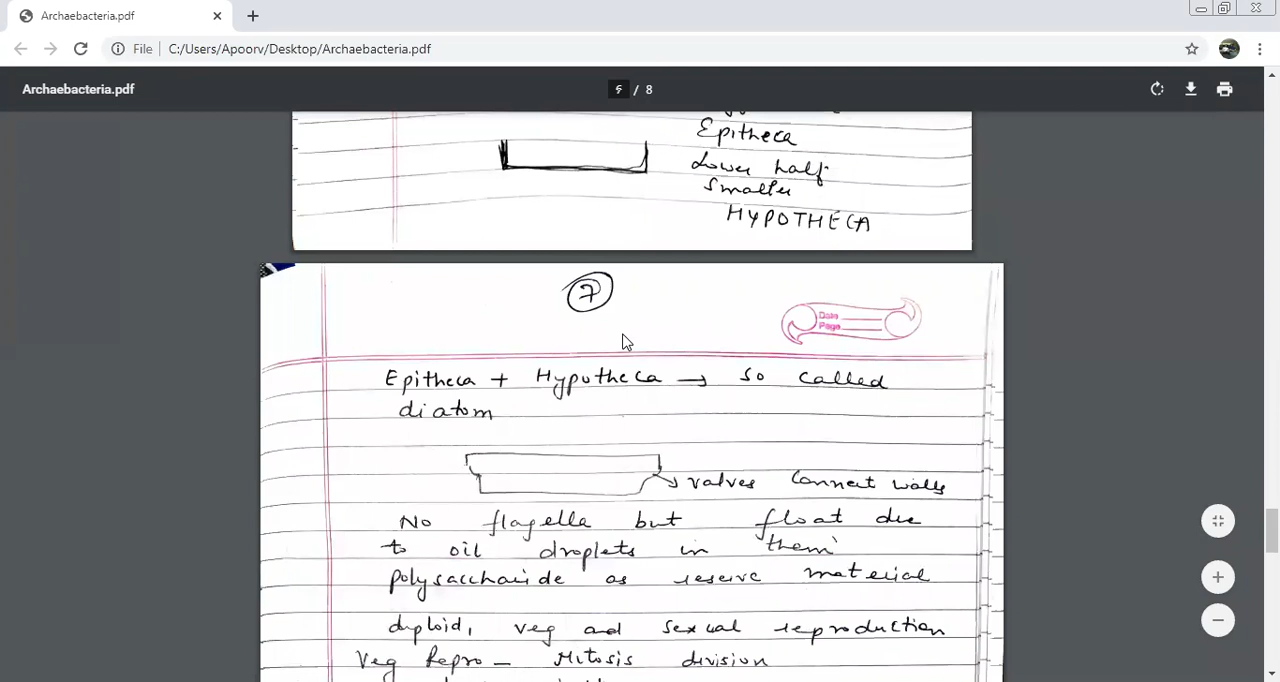 Archaebacteria.pdf
File
C:/Users/Apoorv/Desktop/Archaebacteria.pdf
Archaebacteria.pdf
/ 8
Epitheca
Lower half
Smaller
HYPOTHECA
7
Date
Page
Epitheca + Hypotheca → so called
diatom
valves connect walls
No flagella but float due
to oil droplets in them
polysaccharide as reserve material
diploid, veg and sexual reproduction
Veg Repro - Mitosis division